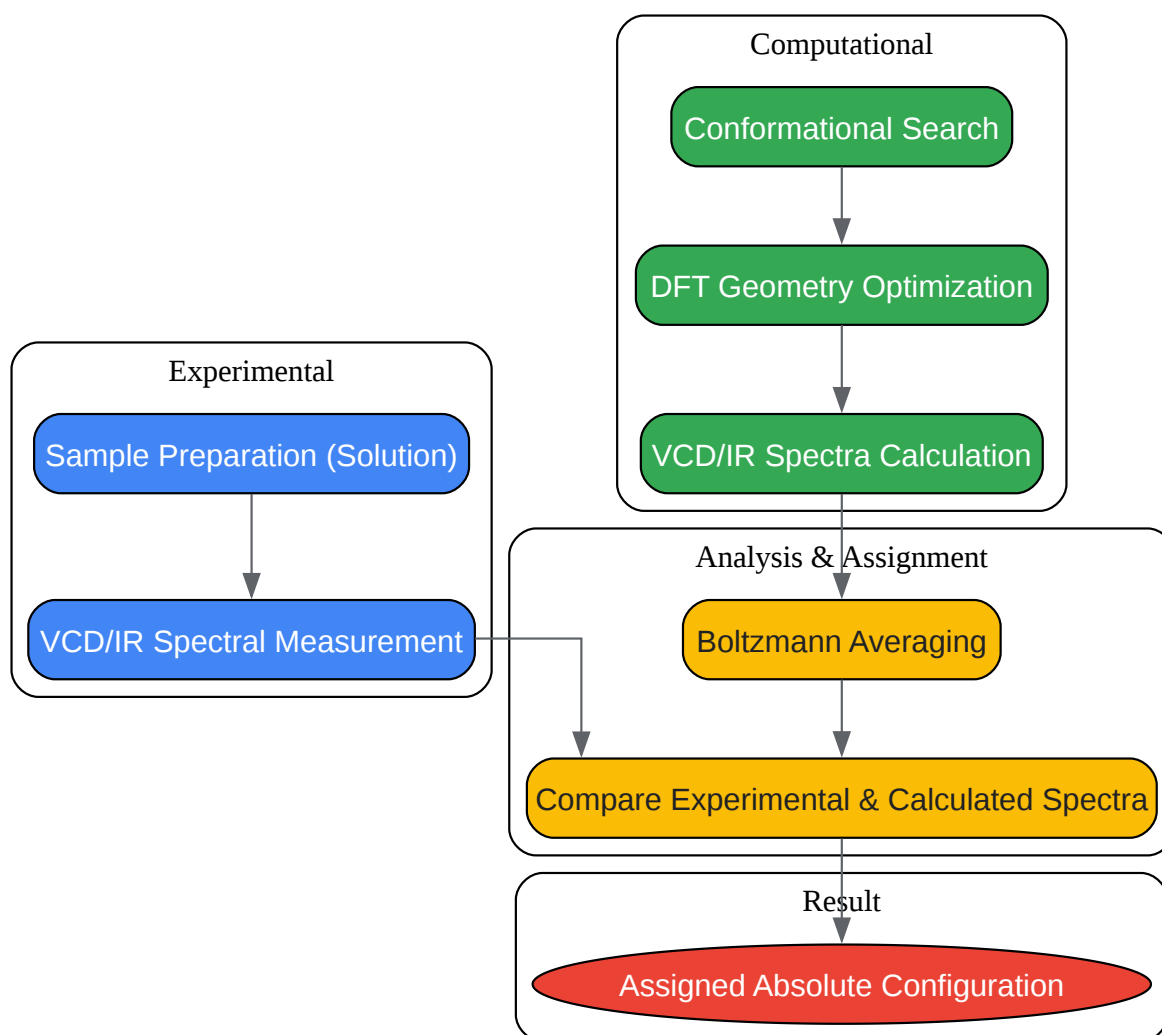 Computational
Conformational Search
DFT Geometry Optimization
VCD/IR Spectra Calculation
Experimental
Sample Preparation (Solution)
VCD/IR Spectral Measurement
Analysis & Assignment
Boltzmann Averaging
Compare Experimental & Calculated Spectra
Result
Assigned Absolute Configuration